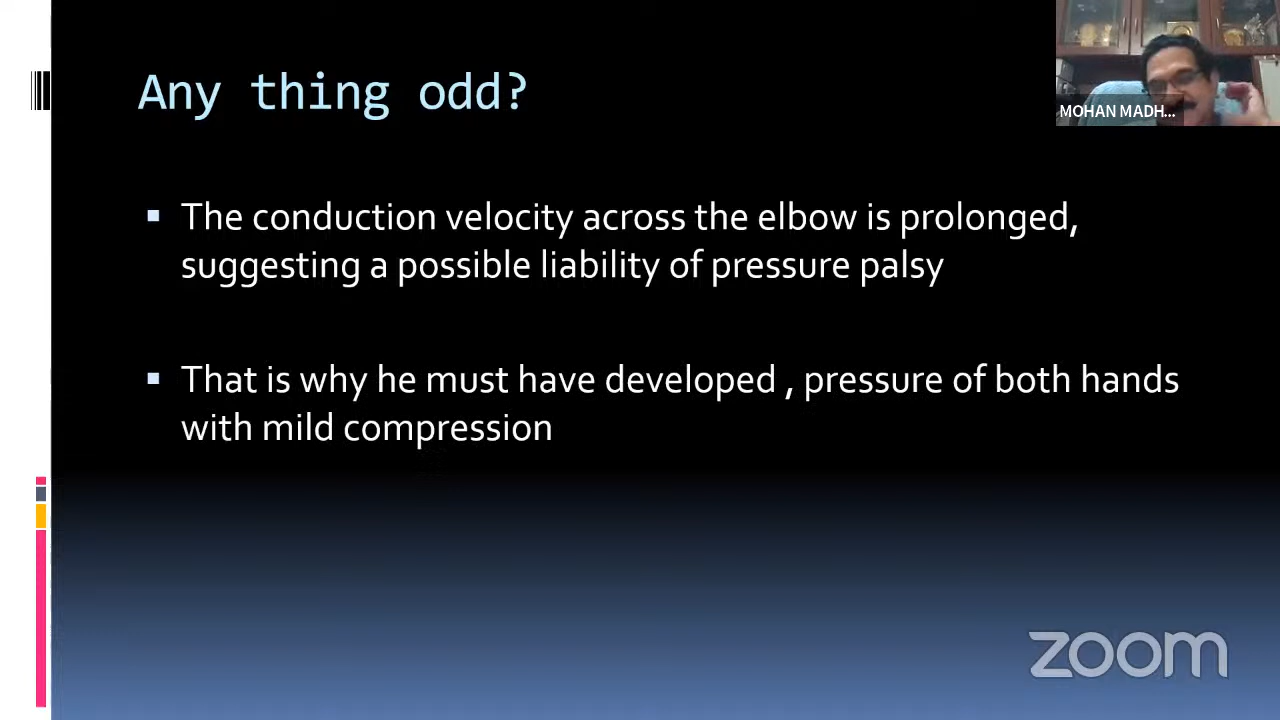 Any thing odd?
MOHAN MADH...
The conduction velocity across the elbow is prolonged,
suggesting a possible liability of pressure palsy
That is why he must have developed , pressure of both hands
with mild compression
zoom